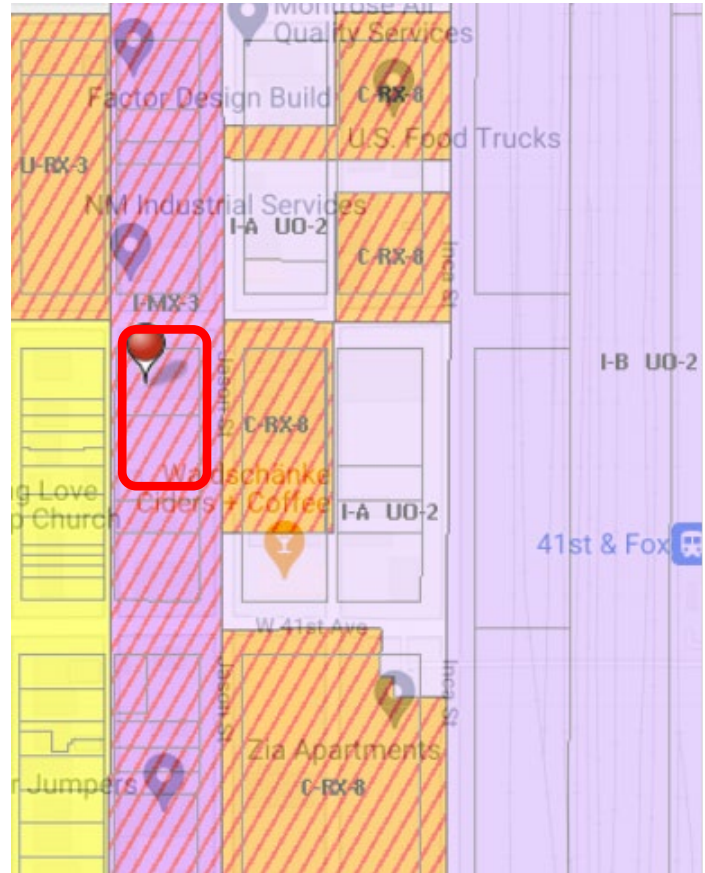 Montrose Air
Quality Services
Factor Design Build
C-RX-8
U.S. Food Trucks
U-RX-3
NM Industrial Services
I-A UO-2
C-RX-8
Inca St
I-MX-3
I-B UO-2
Jason St
C-RX-8
Waldschänke
Ciders + Coffee
g Love
p Church
I-A UO-2
41st & Fox
W 41st Ave
Jason St
Inca St
Zia Apartments
r Jumpers
C-RX-8